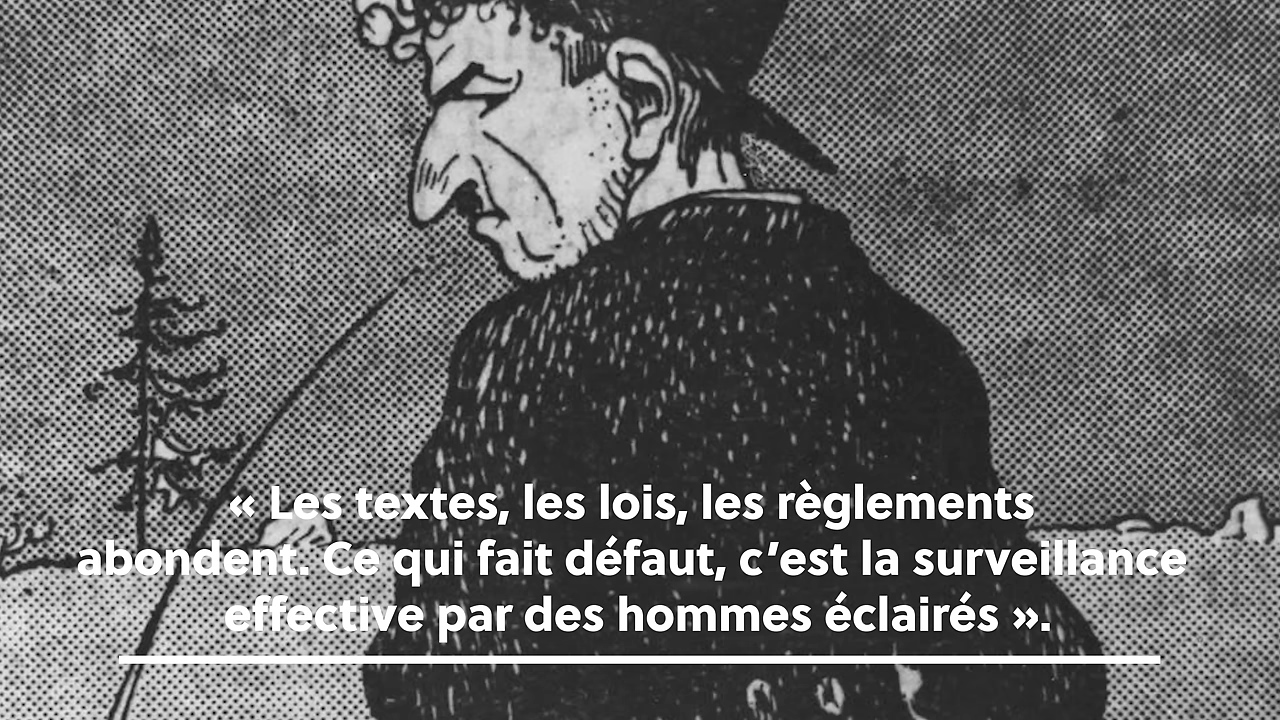 « Les textes, les lois, les règlements
abondent. Ce qui fait défaut, c’est la surveillance
effective par des hommes éclairés ».